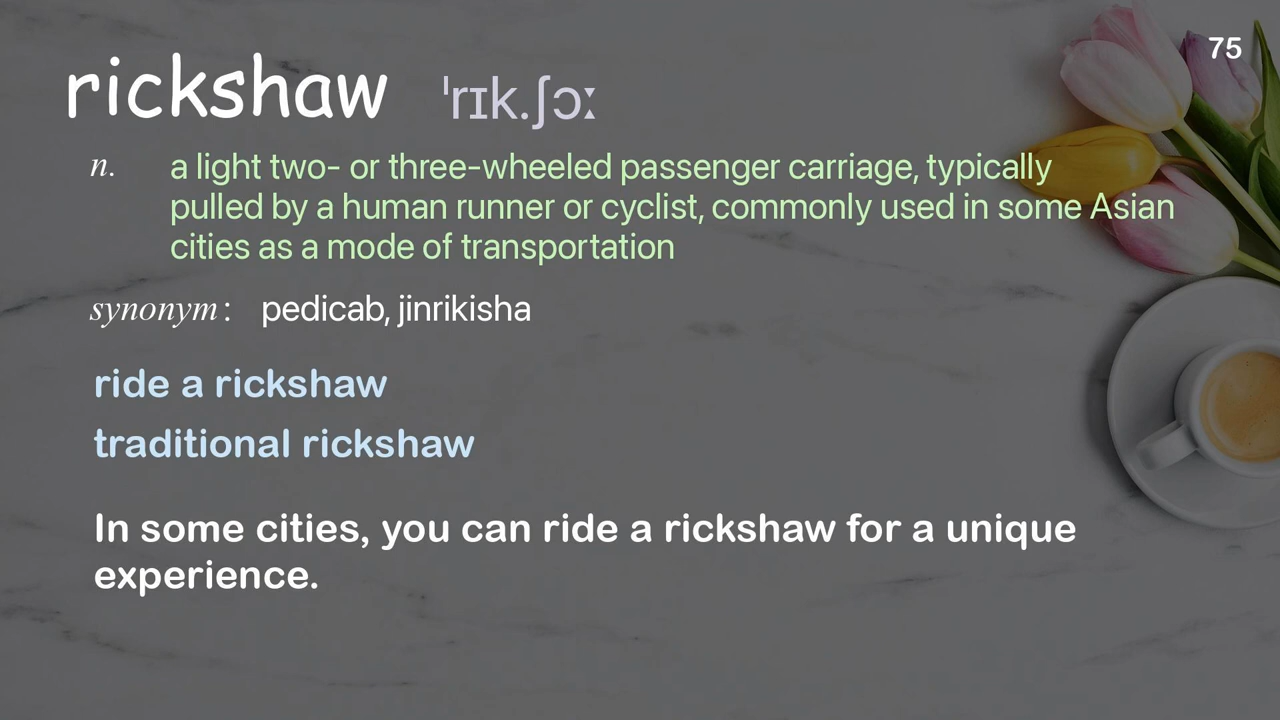 75
rickshaw ˈrɪk.ʃɔː
n. a light two- or three-wheeled passenger carriage, typically
pulled by a human runner or cyclist, commonly used in some Asian
cities as a mode of transportation
synonym: pedicab, jinrikisha
ride a rickshaw
traditional rickshaw
In some cities, you can ride a rickshaw for a unique
experience.